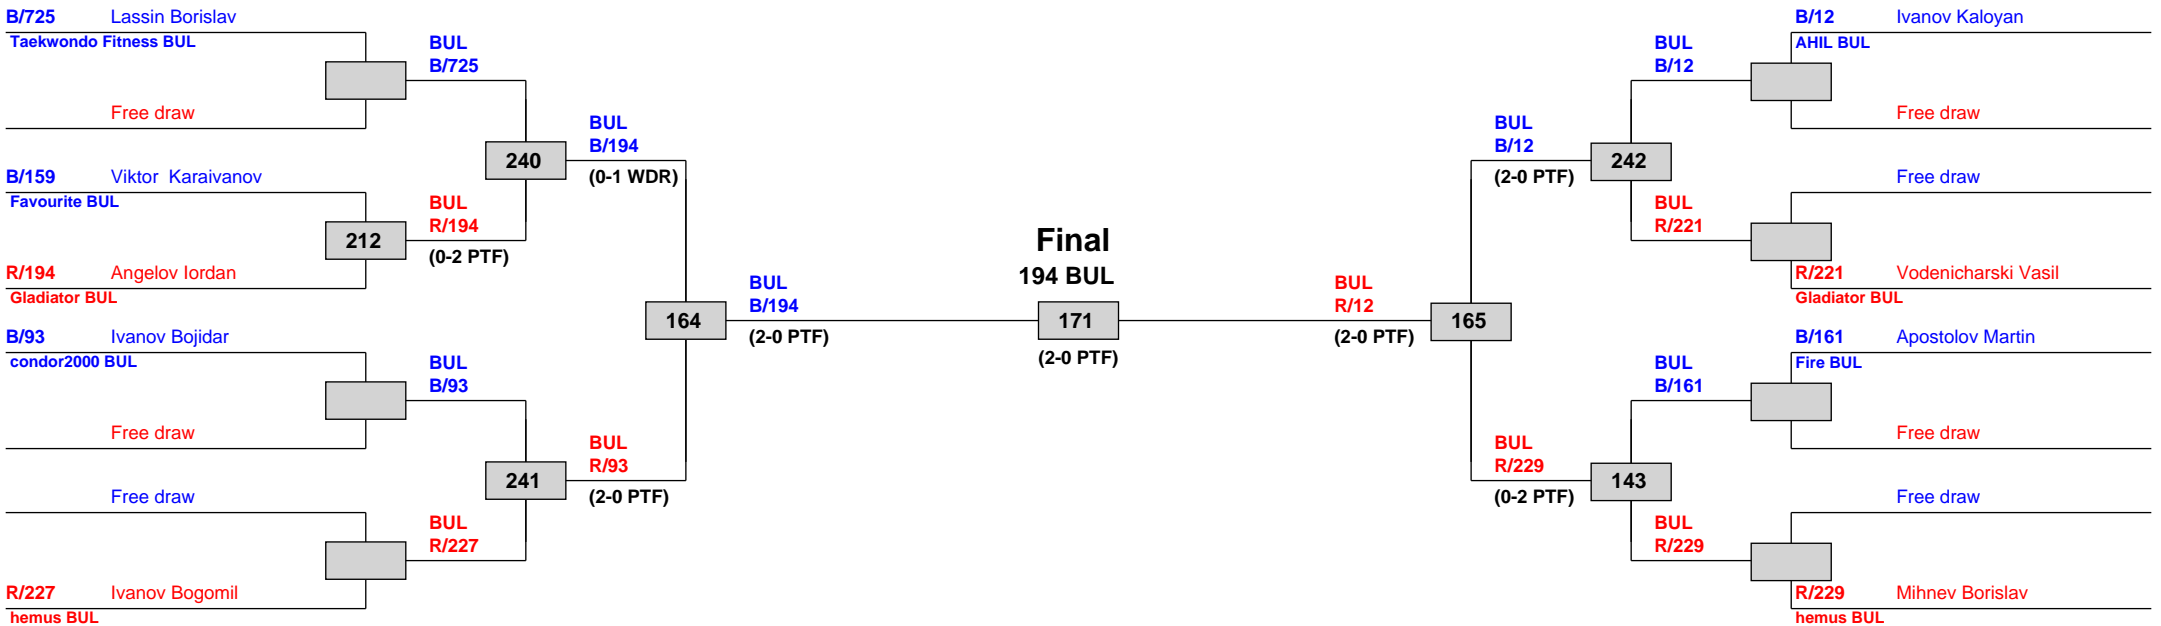 B/725 Lassin Borislav
Taekwondo Fitness BUL
Free draw
B/159 Viktor Karaivanov
Favourite BUL
R/194 Angelov Iordan
Gladiator BUL
B/93 Ivanov Bojidar
condor2000 BUL
Free draw
Free draw
R/227 Ivanov Bogomil
hemus BUL
BUL
B/725
212
BUL
R/194
(0-2 PTF)
BUL
B/93
BUL
R/227
240
BUL
B/194
(0-1 WDR)
241
BUL
R/93
(2-0 PTF)
164
BUL
B/194
(2-0 PTF)
Final
194 BUL
171
(2-0 PTF)
BUL
R/12
(2-0 PTF)
165
BUL
B/12
(2-0 PTF)
242
BUL
R/229
(0-2 PTF)
143
BUL
B/12
BUL
R/221
BUL
B/161
BUL
R/229
B/12 Ivanov Kaloyan
AHIL BUL
Free draw
Free draw
R/221 Vodenicharski Vasil
Gladiator BUL
B/161 Apostolov Martin
Fire BUL
Free draw
Free draw
R/229 Mihnev Borislav
hemus BUL